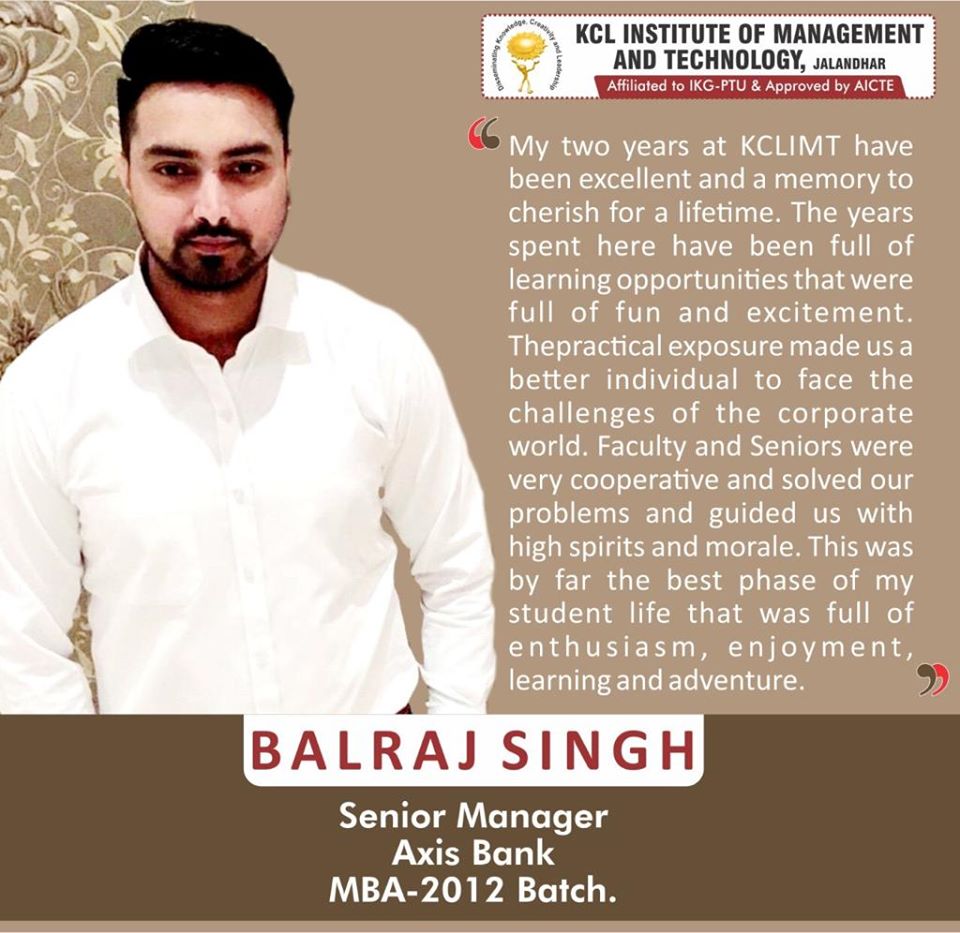 Disseminating Knowledge, Creativity and Leadership
KCL INSTITUTE OF MANAGEMENT
AND TECHNOLOGY, JALANDHAR
Affiliated to IKG-PTU & Approved by AICTE
“ My two years at KCLIMT have
been excellent and a memory to
cherish for a lifetime. The years
spent here have been full of
learning opportunities that were
full of fun and excitement.
Thepractical exposure made us a
better individual to face the
challenges of the corporate
world. Faculty and Seniors were
very cooperative and solved our
problems and guided us with
high spirits and morale. This was
by far the best phase of my
student life that was full of
enthusiasm, enjoyment,
learning and adventure. ”
BALRAJ SINGH
Senior Manager
Axis Bank
MBA-2012 Batch.